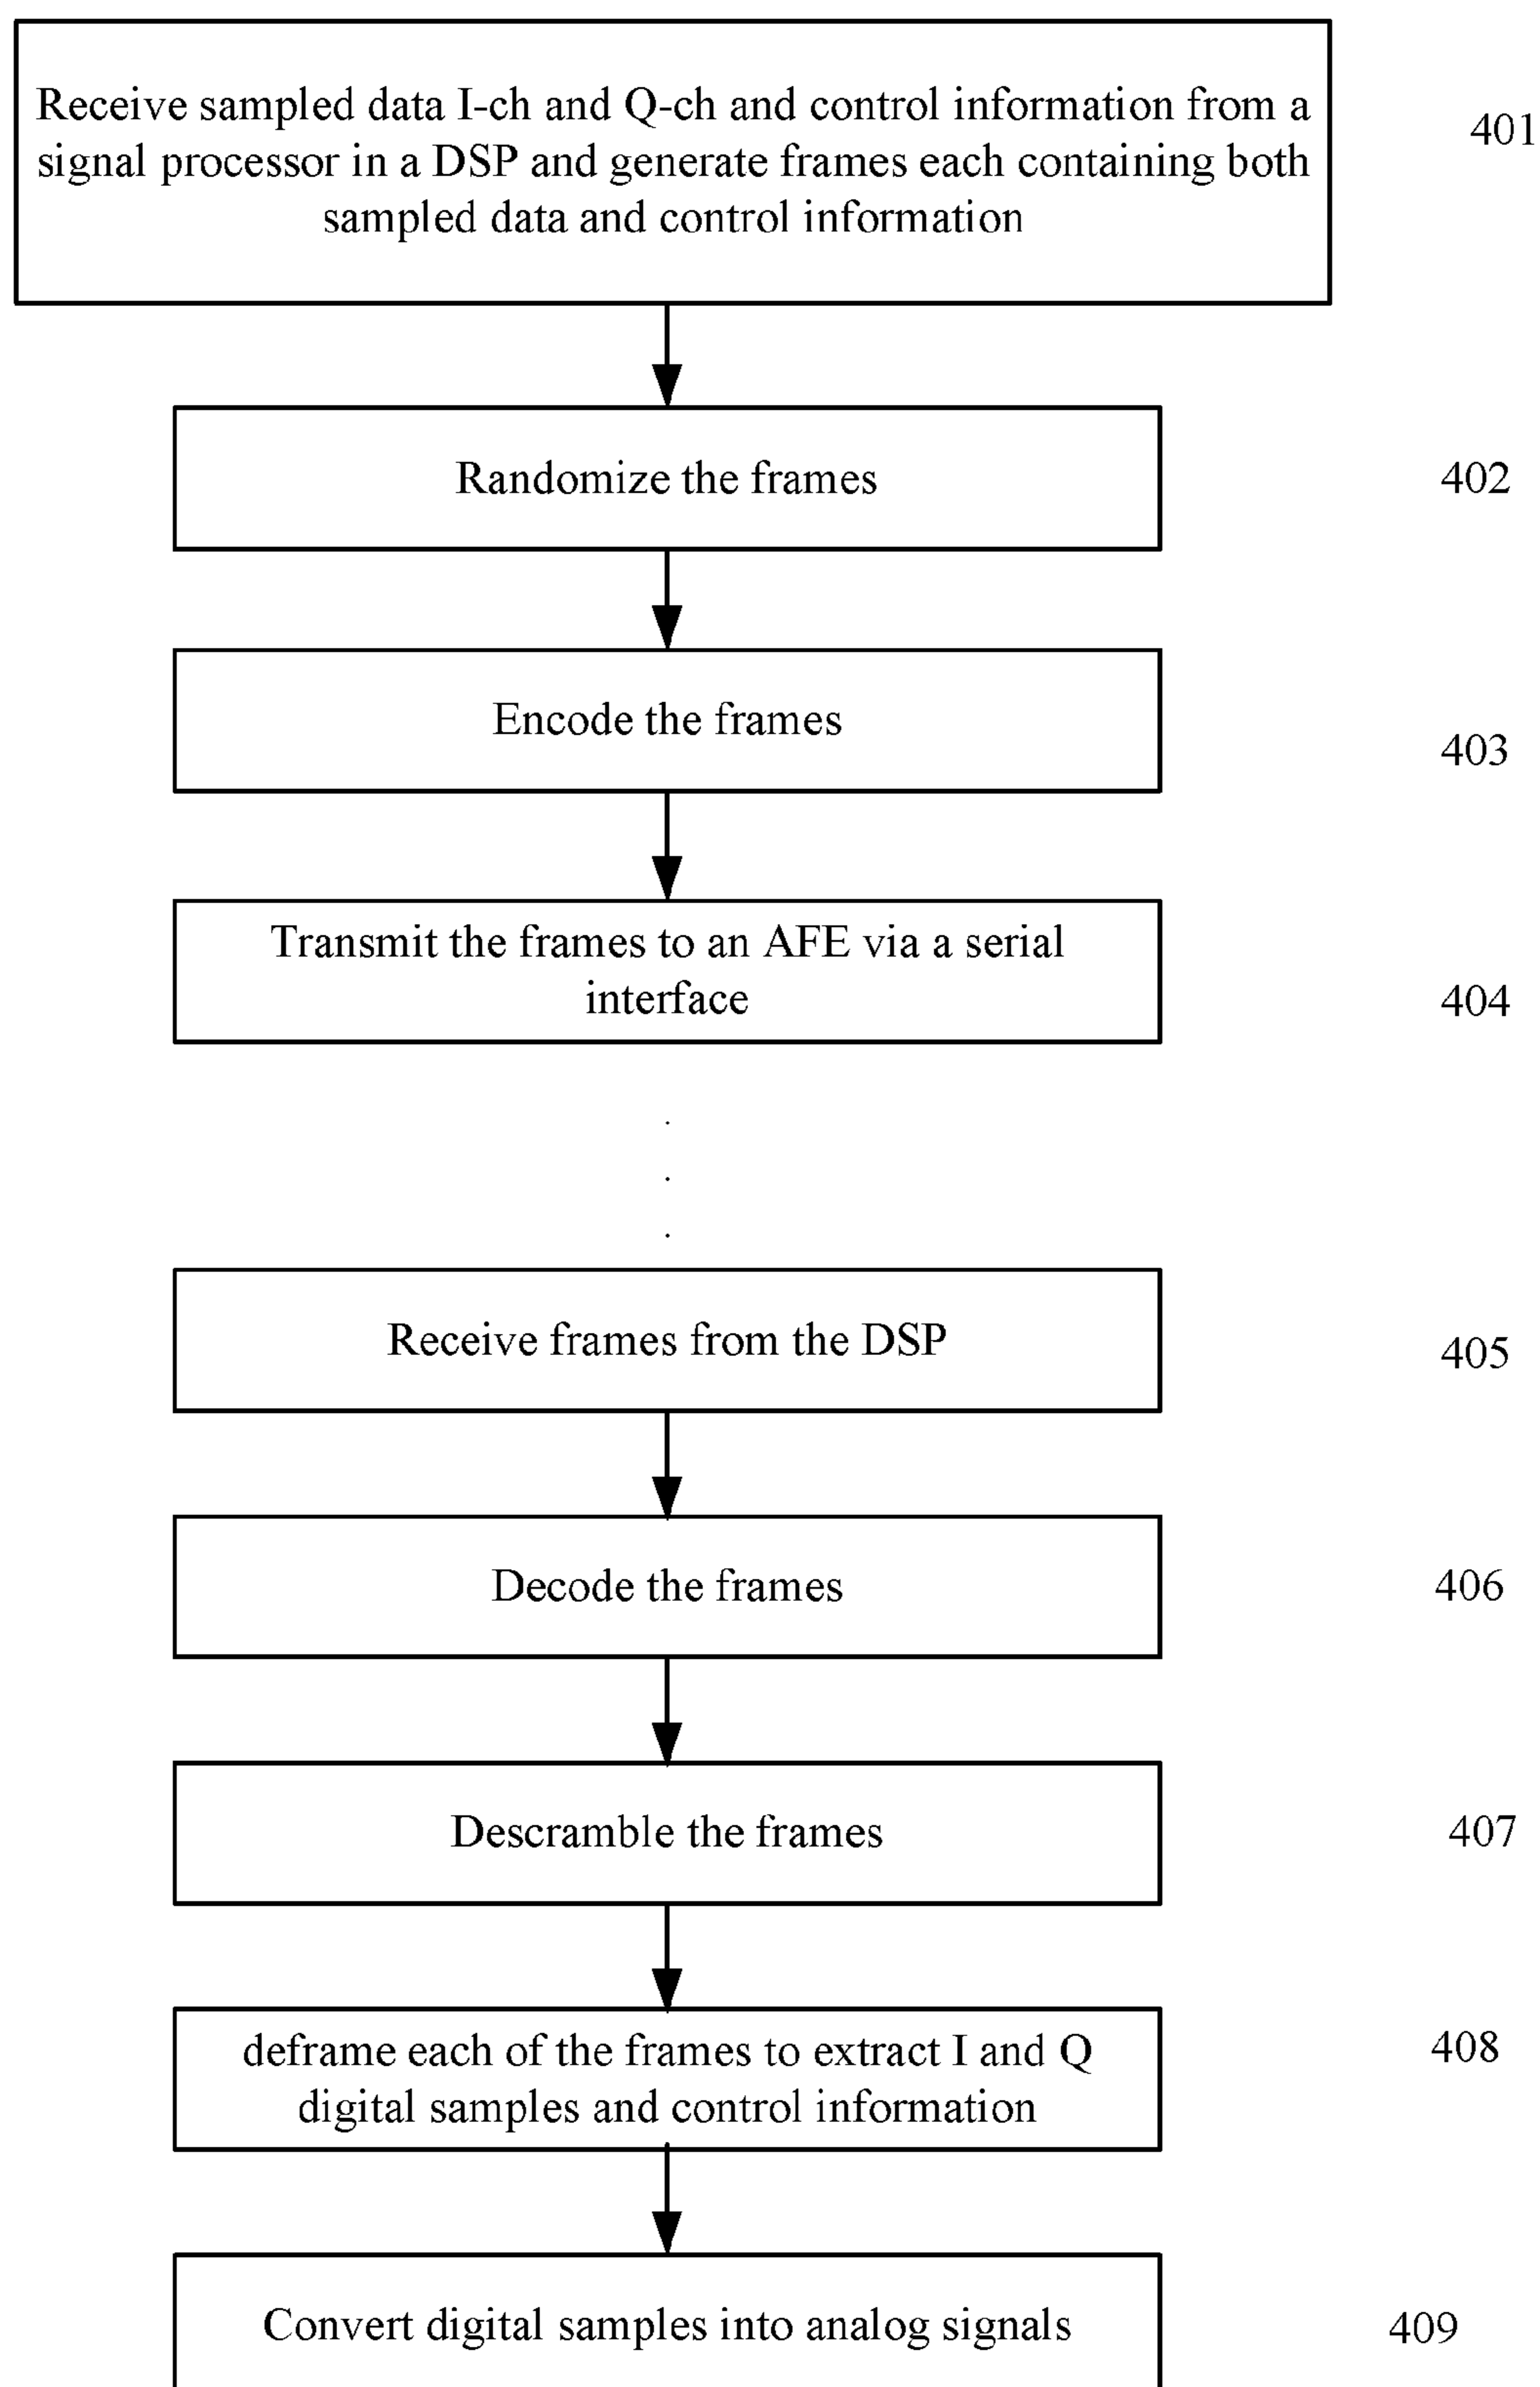 Receive sampled data I-ch and Q-ch and control information from a
signal processor in a DSP and generate frames each containing both
sampled data and control information
401
Randomize the frames
402
Encode the frames
403
Transmit the frames to an AFE via a serial
interface
404
.
.
.
Receive frames from the DSP
405
Decode the frames
406
Descramble the frames
407
deframe each of the frames to extract I and Q
digital samples and control information
408
Convert digital samples into analog signals
409